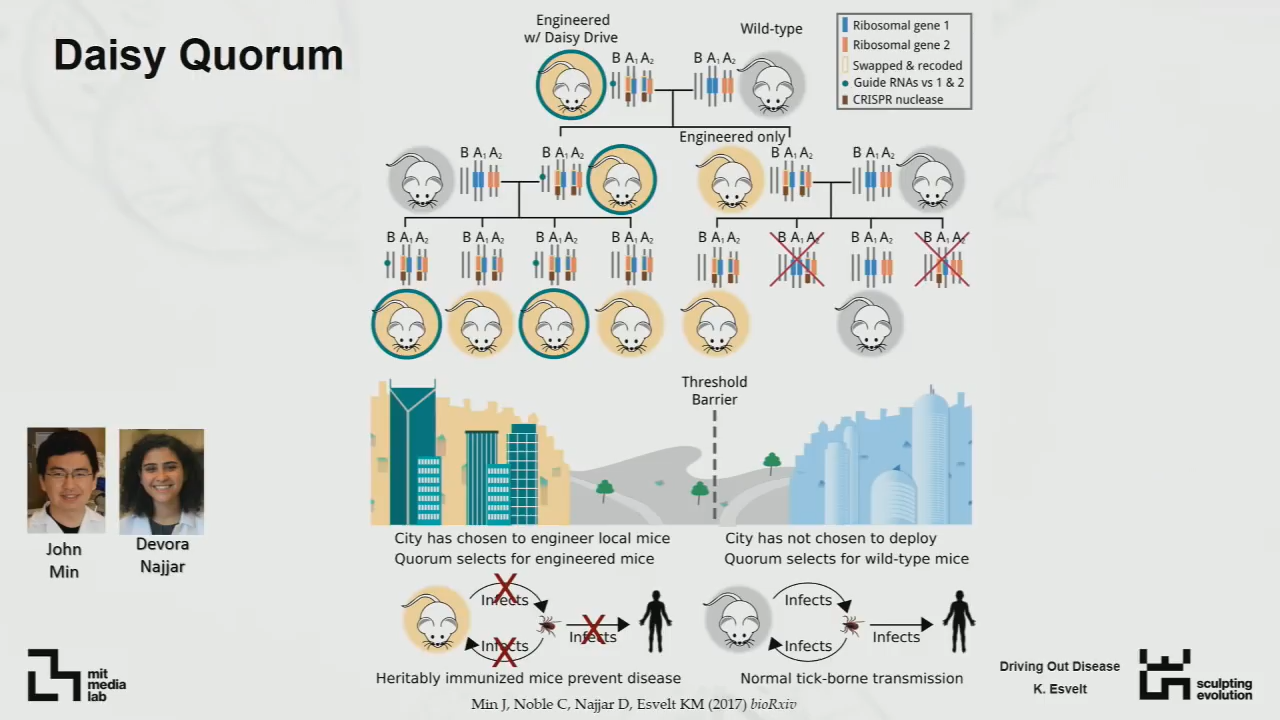 Daisy Quorum
Engineered
w/ Daisy Drive
Wild-type
B A₁ A₂
B A₁ A₂
Ribosomal gene 1
Ribosomal gene 2
Swapped & recoded
Guide RNAs vs 1 & 2
CRISPR nuclease
Engineered only
B A₁ A₂
B A₁ A₂
B A₁ A₂
B A₁ A₂
B A₁ A₂
B A₁ A₂
B A₁ A₂
B A₁ A₂
B A₁ A₂
B A₁ A₂
B A₁ A₂
B A₁ A₂
Threshold
Barrier
City has chosen to engineer local mice
Quorum selects for engineered mice
City has not chosen to deploy
Quorum selects for wild-type mice
Infects
Infects
Infects
Heritably immunized mice prevent disease
Infects
Infects
Infects
Normal tick-borne transmission
John
Min
Devora
Najjar
mit
media
lab
Min J, Noble C, Najjar D, Esvelt KM (2017) bioRxiv
Driving Out Disease
K. Esvelt
sculpting
evolution